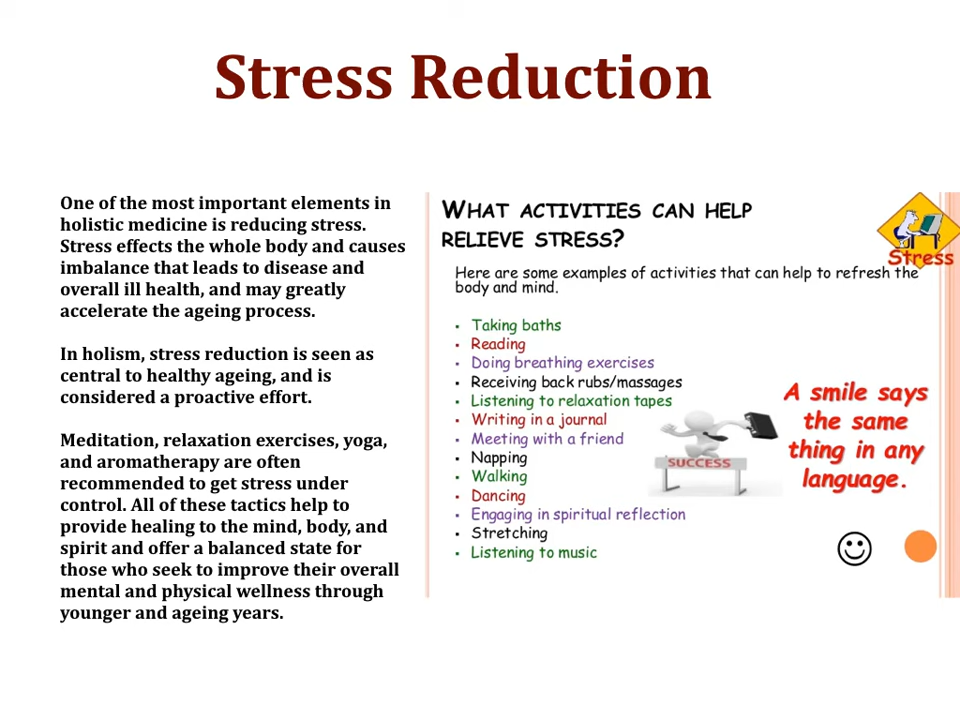 Stress Reduction
One of the most important elements in
holistic medicine is reducing stress.
Stress effects the whole body and causes
imbalance that leads to disease and
overall ill health, and may greatly
accelerate the ageing process.
In holism, stress reduction is seen as
central to healthy ageing, and is
considered a proactive effort.
Meditation, relaxation exercises, yoga,
and aromatherapy are often
recommended to get stress under
control. All of these tactics help to
provide healing to the mind, body, and
spirit and offer a balanced state for
those who seek to improve their overall
mental and physical wellness through
younger and ageing years.
WHAT ACTIVITIES CAN HELP
RELIEVE STRESS?
Stress
Here are some examples of activities that can help to refresh the
body and mind.
▪ Taking baths
▪ Reading
▪ Doing breathing exercises
▪ Receiving back rubs/massages
▪ Listening to relaxation tapes
▪ Writing in a journal
▪ Meeting with a friend
▪ Napping
▪ Walking
▪ Dancing
▪ Engaging in spiritual reflection
▪ Stretching
▪ Listening to music
SUCCESS
A smile says
the same
thing in any
language.